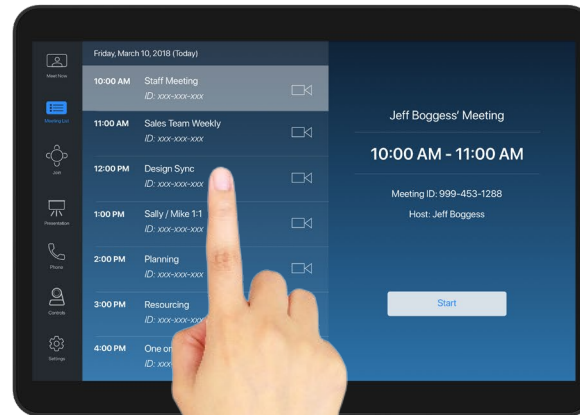 Meet Now
Meeting List
Join
Presentation
Phone
Controls
Settings
Friday, March 10, 2018 (Today)
10:00 AM Staff Meeting
ID: xxx-xxx-xxx
11:00 AM Sales Team Weekly
ID: xxx-xxx-xxx
12:00 PM Design Sync
ID: xxx-xxx-xxx
1:00 PM Sally / Mike 1:1
ID: xxx-xxx-xxx
2:00 PM Planning
ID: xxx-xxx-xxx
3:00 PM Resourcing
ID: xxx-xxx-xxx
4:00 PM One
ID:
Jeff Boggess' Meeting
10:00 AM - 11:00 AM
Meeting ID: 999-453-1288
Host: Jeff Boggess
Start